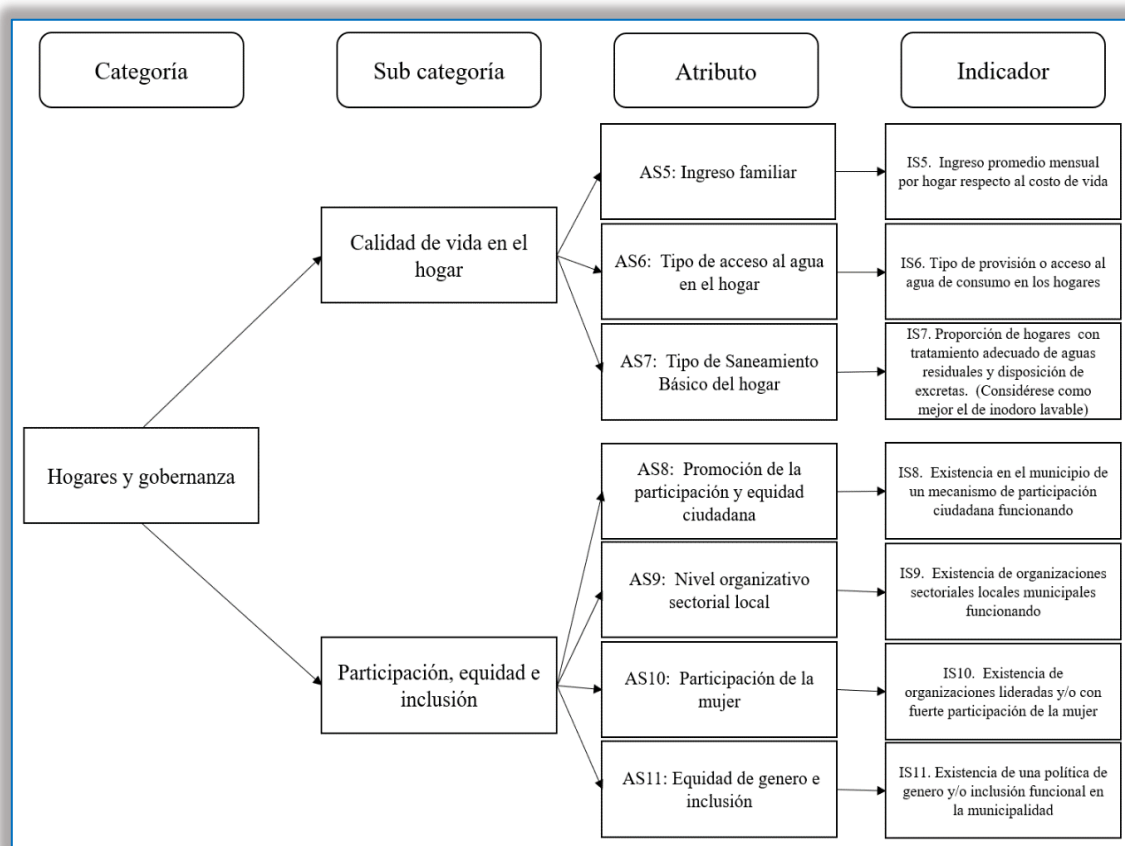 Categoría
Sub categoría
Atributo
Indicador
Hogares y gobernanza
Calidad de vida en el
hogar
AS5: Ingreso familiar
IS5. Ingreso promedio mensual
por hogar respecto al costo de vida
AS6: Tipo de acceso al agua
en el hogar
IS6. Tipo de provisión o acceso al
agua de consumo en los hogares
AS7: Tipo de Saneamiento
Básico del hogar
IS7. Proporción de hogares con
tratamiento adecuado de aguas
residuales y disposición de
excretas. (Considérese como
mejor el de inodoro lavable)
Participación, equidad e
inclusión
AS8: Promoción de la
participación y equidad
ciudadana
IS8. Existencia en el municipio de
un mecanismo de participación
ciudadana funcionando
AS9: Nivel organizativo
sectorial local
IS9. Existencia de organizaciones
sectoriales locales municipales
funcionando
AS10: Participación de la
mujer
IS10. Existencia de
organizaciones lideradas y/o con
fuerte participación de la mujer
AS11: Equidad de genero e
inclusión
IS11. Existencia de una política de
genero y/o inclusión funcional en
la municipalidad